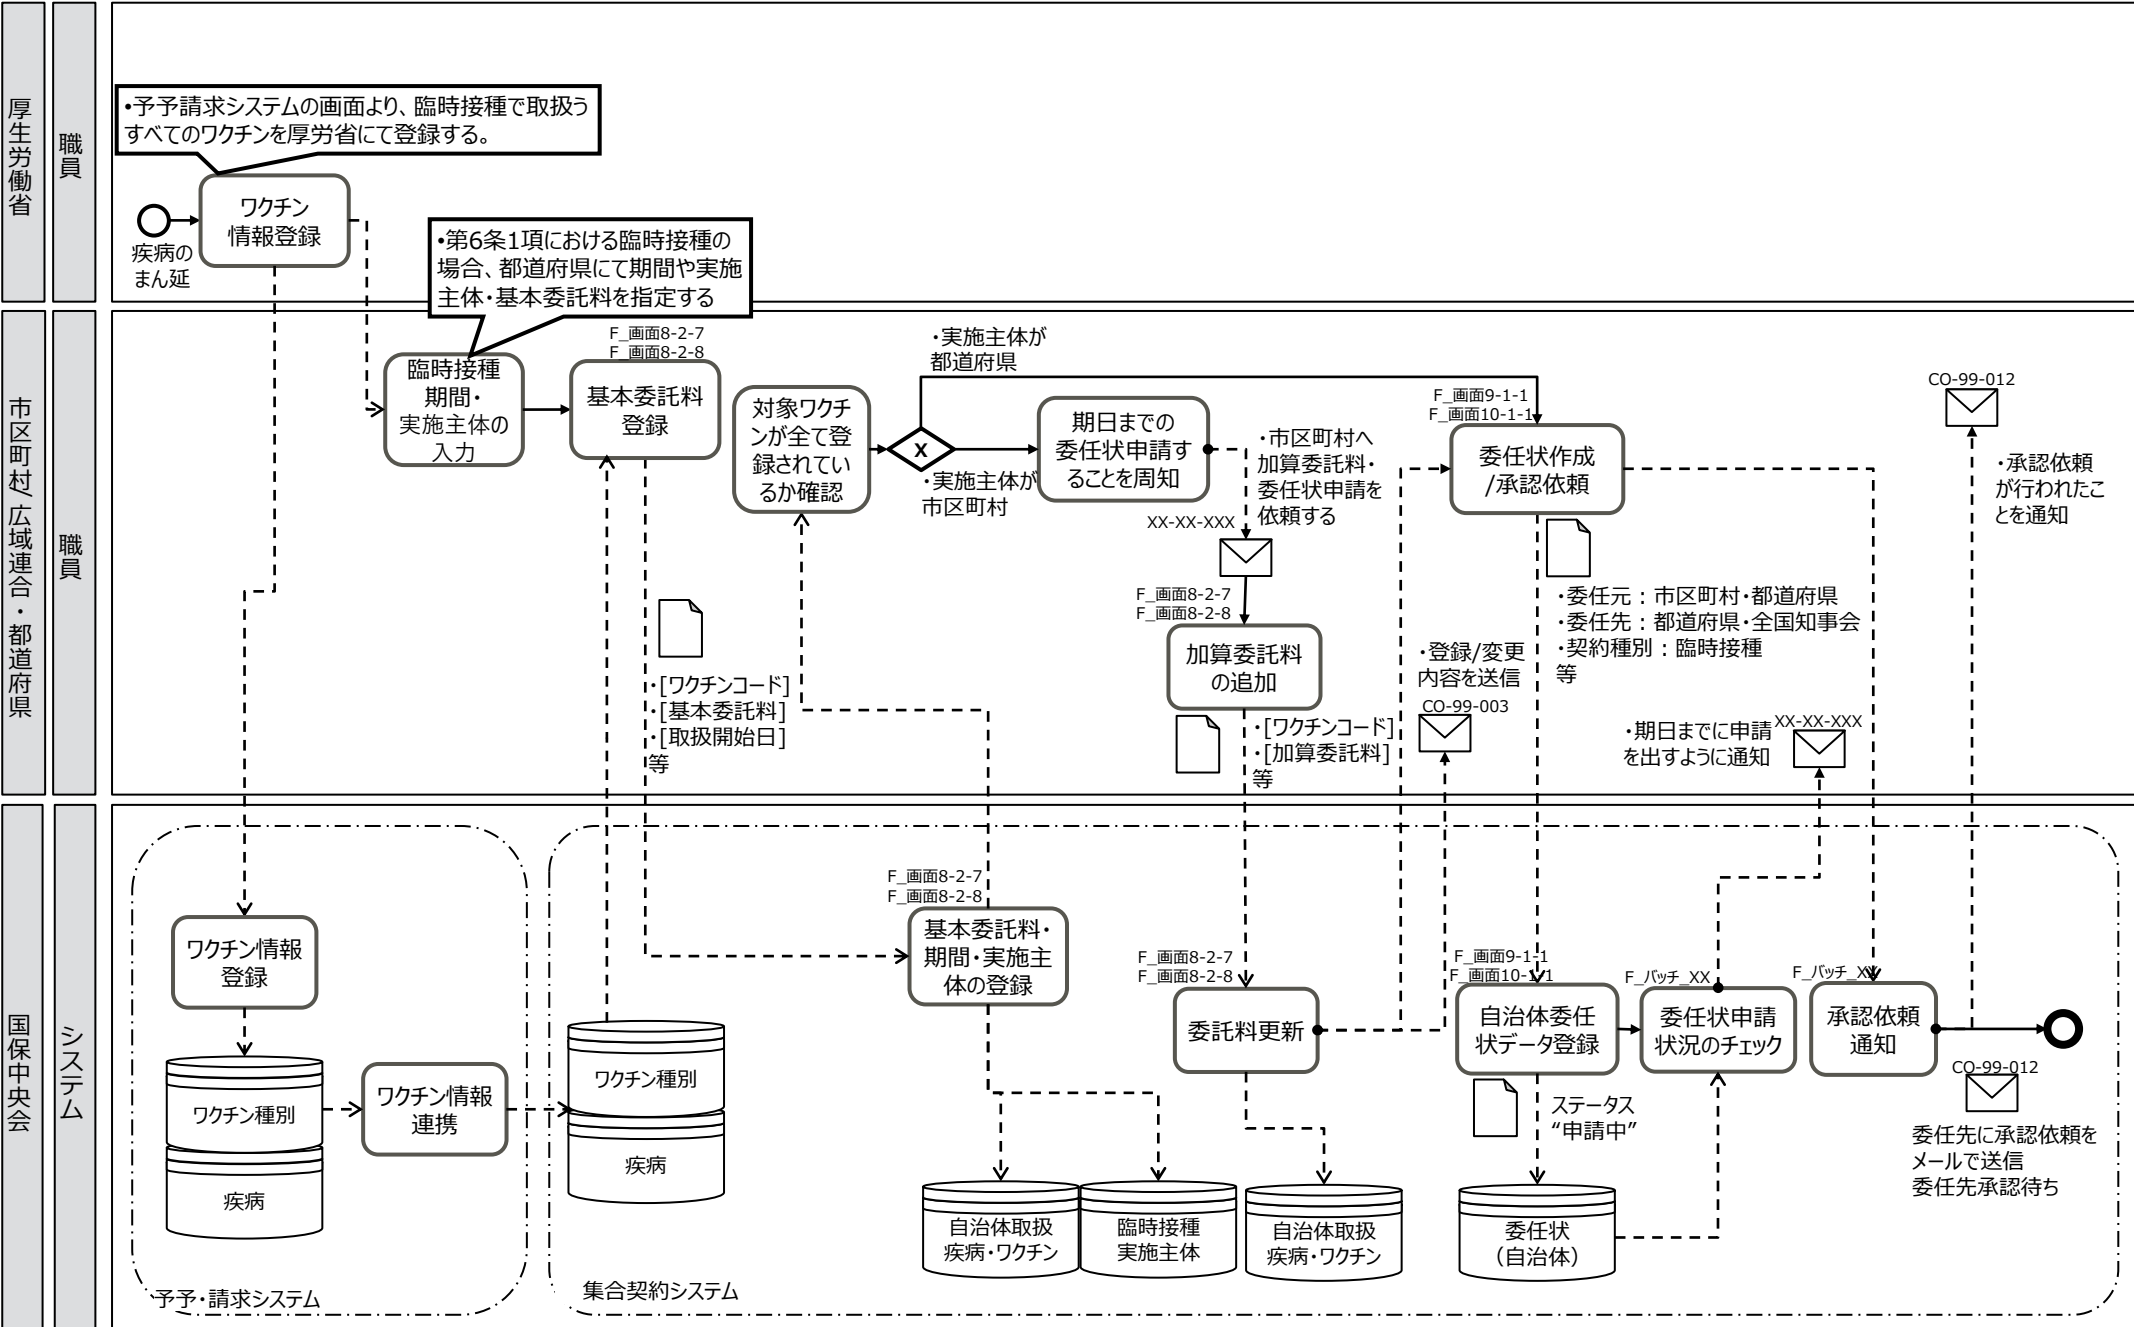 厚生労働省
職員
•予予請求システムの画面より、臨時接種で取扱う
すべてのワクチンを厚労省にて登録する。
ワクチン
情報登録
疾病の
まん延
•第6条1項における臨時接種の
場合、都道府県にて期間や実施
主体・基本委託料を指定する
市区町村/広域連合・都道府県
職員
臨時接種
期間・
実施主体の
入力
F_画面8-2-7
F_画面8-2-8
基本委託料
登録
・[ワクチンコード]
・[基本委託料]
・[取扱開始日]
等
対象ワクチ
ンが全て登
録されてい
るか確認
X
・実施主体が
都道府県
・実施主体が
市区町村
期日までの
委任状申請す
ることを周知
・市区町村へ
加算委託料・
委任状申請を
依頼する
XX-XX-XXX
F_画面8-2-7
F_画面8-2-8
加算委託料
の追加
・[ワクチンコード]
・[加算委託料]
等
F_画面9-1-1
F_画面10-1-1
委任状作成
/承認依頼
・委任元：市区町村・都道府県
・委任先：都道府県・全国知事会
・契約種別：臨時接種
等
・登録/変更
内容を送信
CO-99-003
・期日までに申請
を出すように通知
XX-XX-XXX
CO-99-012
・承認依頼
が行われたこ
とを通知
国保中央会
システム
ワクチン情報
登録
ワクチン種別
疾病
ワクチン情報
連携
予予・請求システム
ワクチン種別
疾病
集合契約システム
F_画面8-2-7
F_画面8-2-8
基本委託料・
期間・実施主
体の登録
自治体取扱
疾病・ワクチン
臨時接種
実施主体
F_画面8-2-7
F_画面8-2-8
委託料更新
自治体取扱
疾病・ワクチン
F_画面9-1-1
F_画面10-1-1
自治体委任
状データ登録
ステータス
“申請中”
委任状
（自治体）
F_バッチ_XX
委任状申請
状況のチェック
F_バッチ_XX
承認依頼
通知
CO-99-012
委任先に承認依頼を
メールで送信
委任先承認待ち